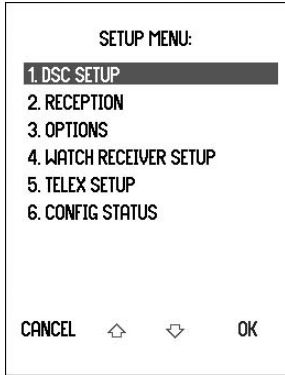 SETUP MENU:
1. DSC SETUP
2. RECEPTION
3. OPTIONS
4. WATCH RECEIVER SETUP
5. TELEX SETUP
6. CONFIG STATUS
CANCEL OK